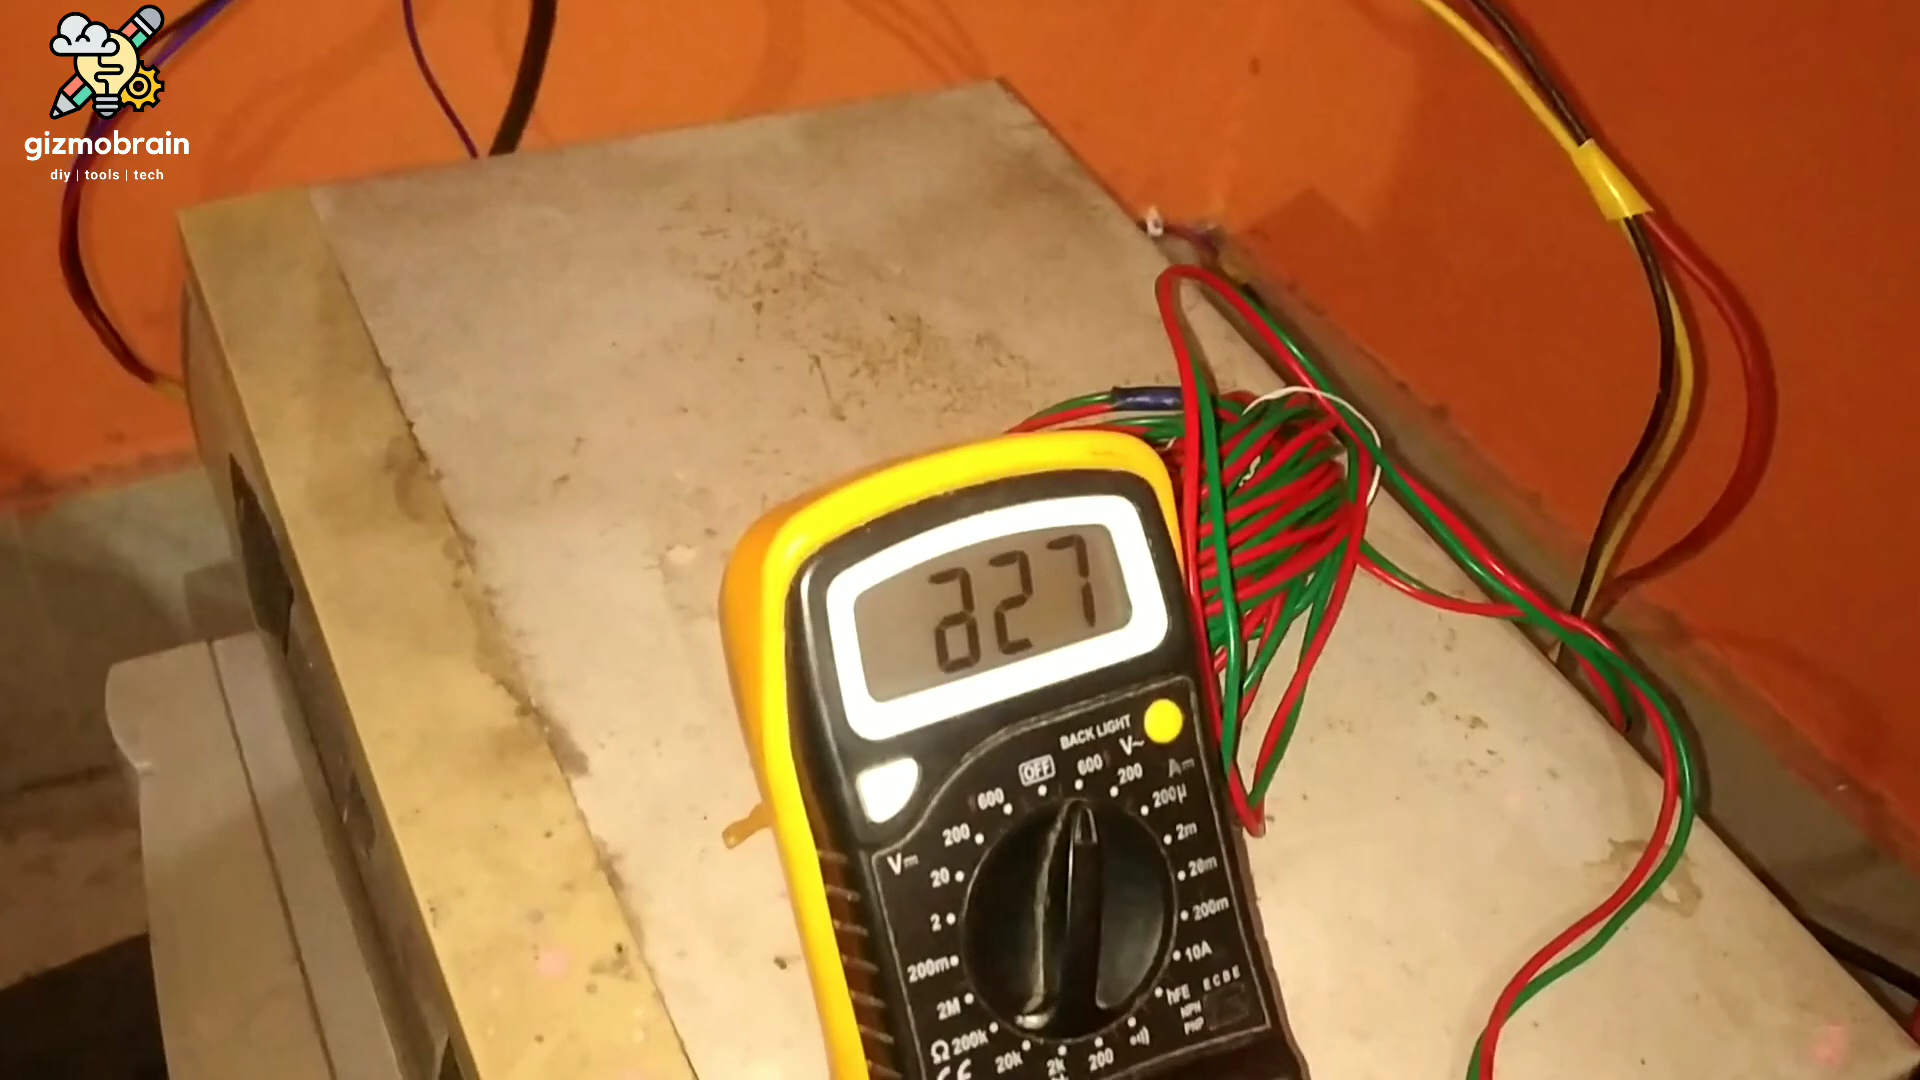 gizmobrain
diy | tools | tech
BACK LIGHT
OFF
V~
600
200
600
A⎓
200µ
200
2m
V⎓
20
20m
2
200m
200m
10A
2M
hFE
E C B E
NPN
PNP
Ω 200k
20k
2k
200
CE